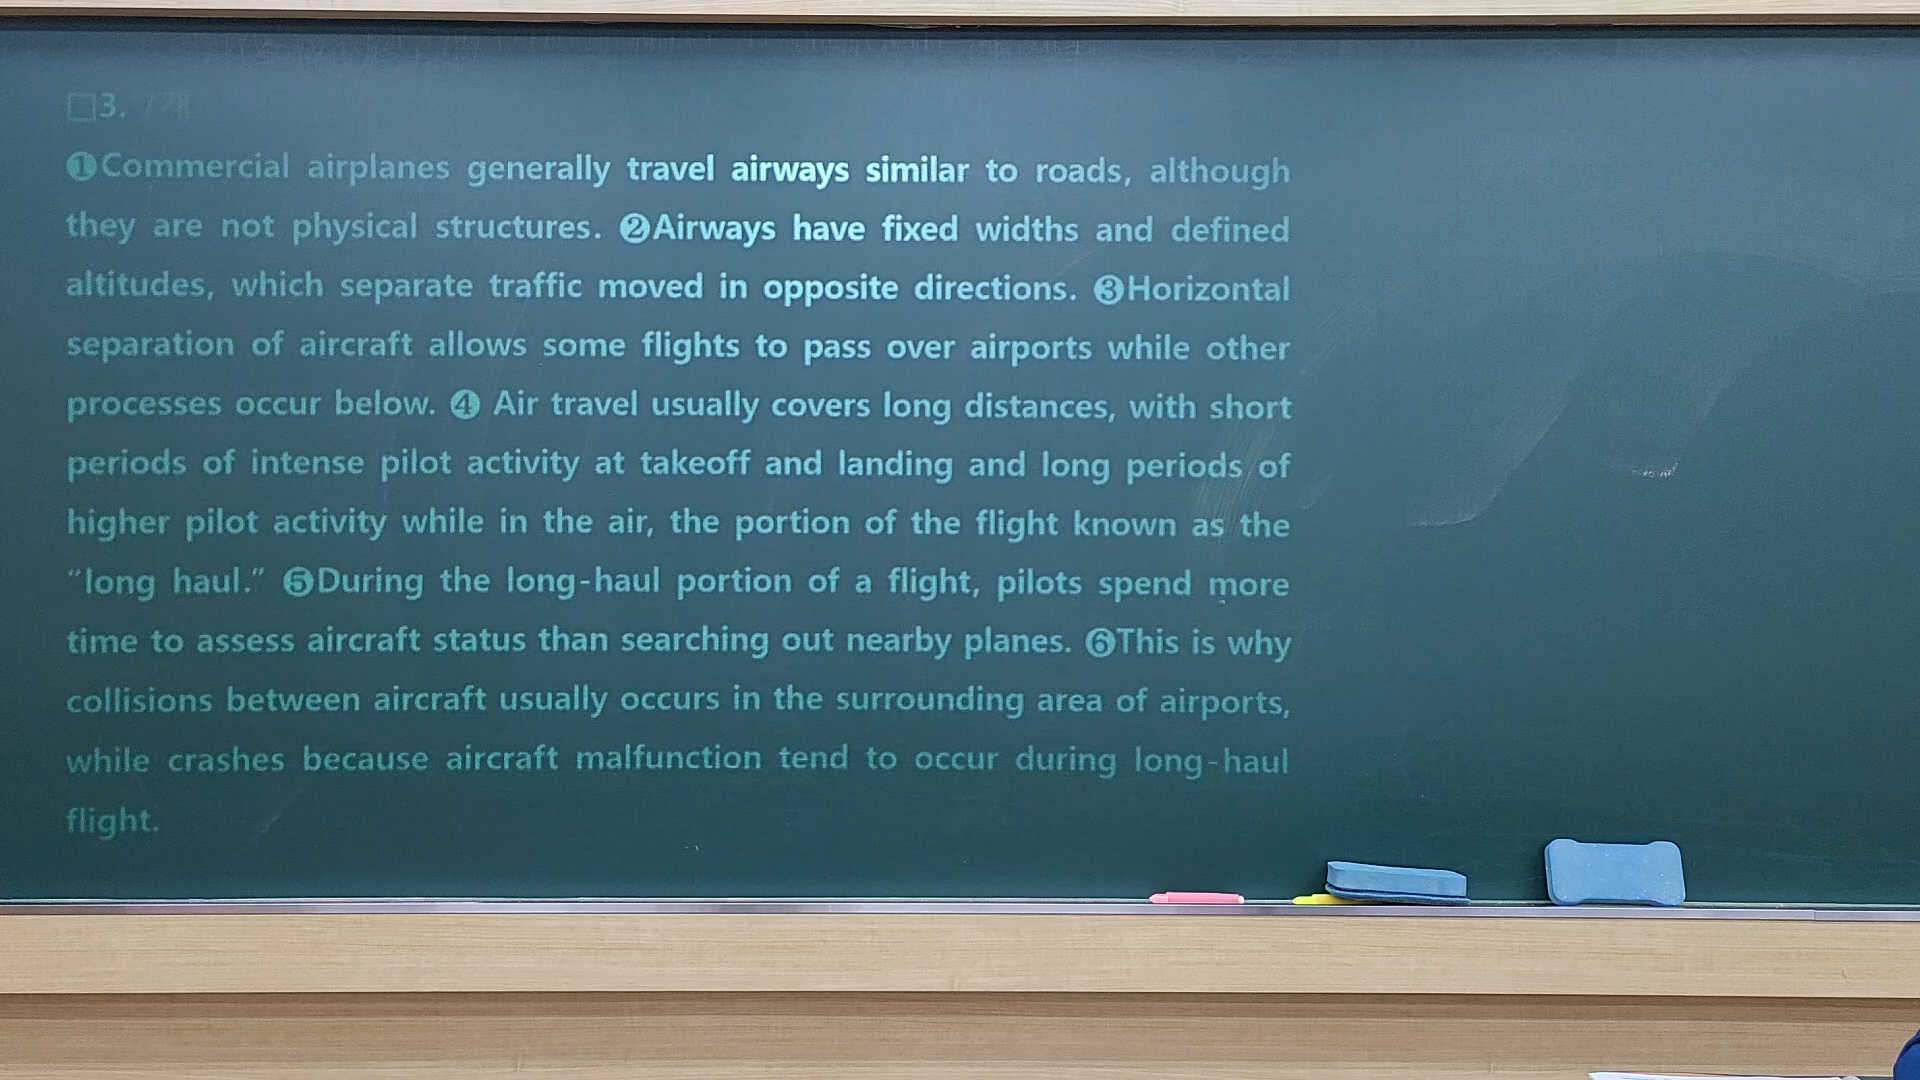 □3. 7개
❶Commercial airplanes generally travel airways similar to roads, although
they are not physical structures. ❷Airways have fixed widths and defined
altitudes, which separate traffic moved in opposite directions. ❸Horizontal
separation of aircraft allows some flights to pass over airports while other
processes occur below. ❹ Air travel usually covers long distances, with short
periods of intense pilot activity at takeoff and landing and long periods of
higher pilot activity while in the air, the portion of the flight known as the
“long haul.” ❺During the long-haul portion of a flight, pilots spend more
time to assess aircraft status than searching out nearby planes. ❻This is why
collisions between aircraft usually occurs in the surrounding area of airports,
while crashes because aircraft malfunction tend to occur during long-haul
flight.